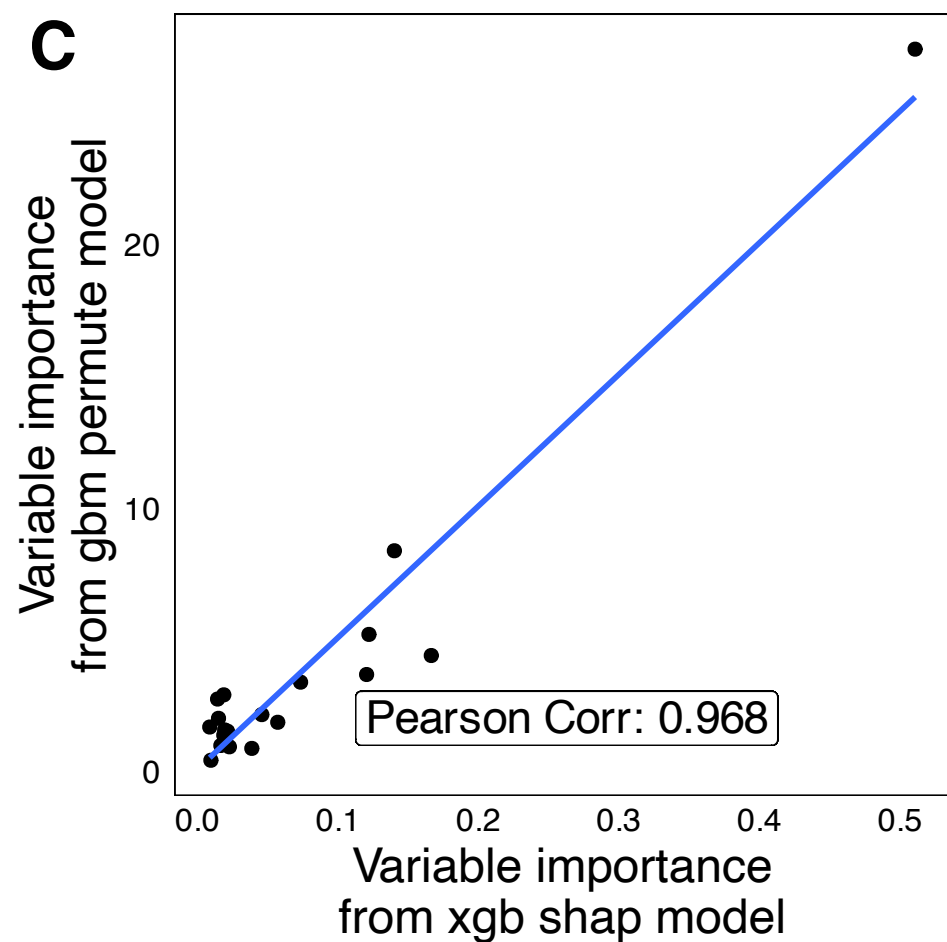 C
Variable importance
from gbm permute model
20
10
0
Pearson Corr: 0.968
0.0 0.1 0.2 0.3 0.4 0.5
Variable importance
from xgb shap model